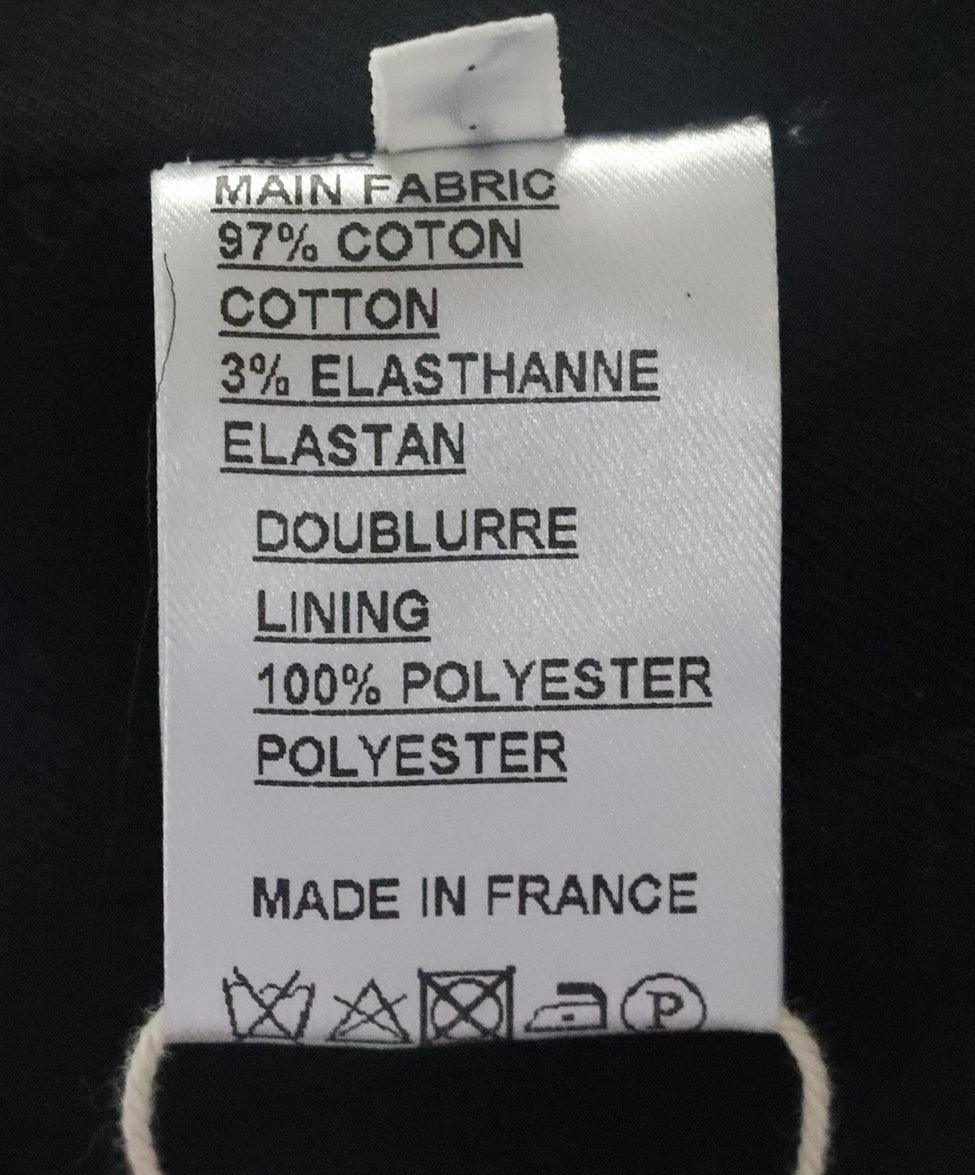 MAIN FABRIC
97% COTON
COTTON
3% ELASTHANNE
ELASTAN
DOUBLURRE
LINING
100% POLYESTER
POLYESTER
MADE IN FRANCE
P